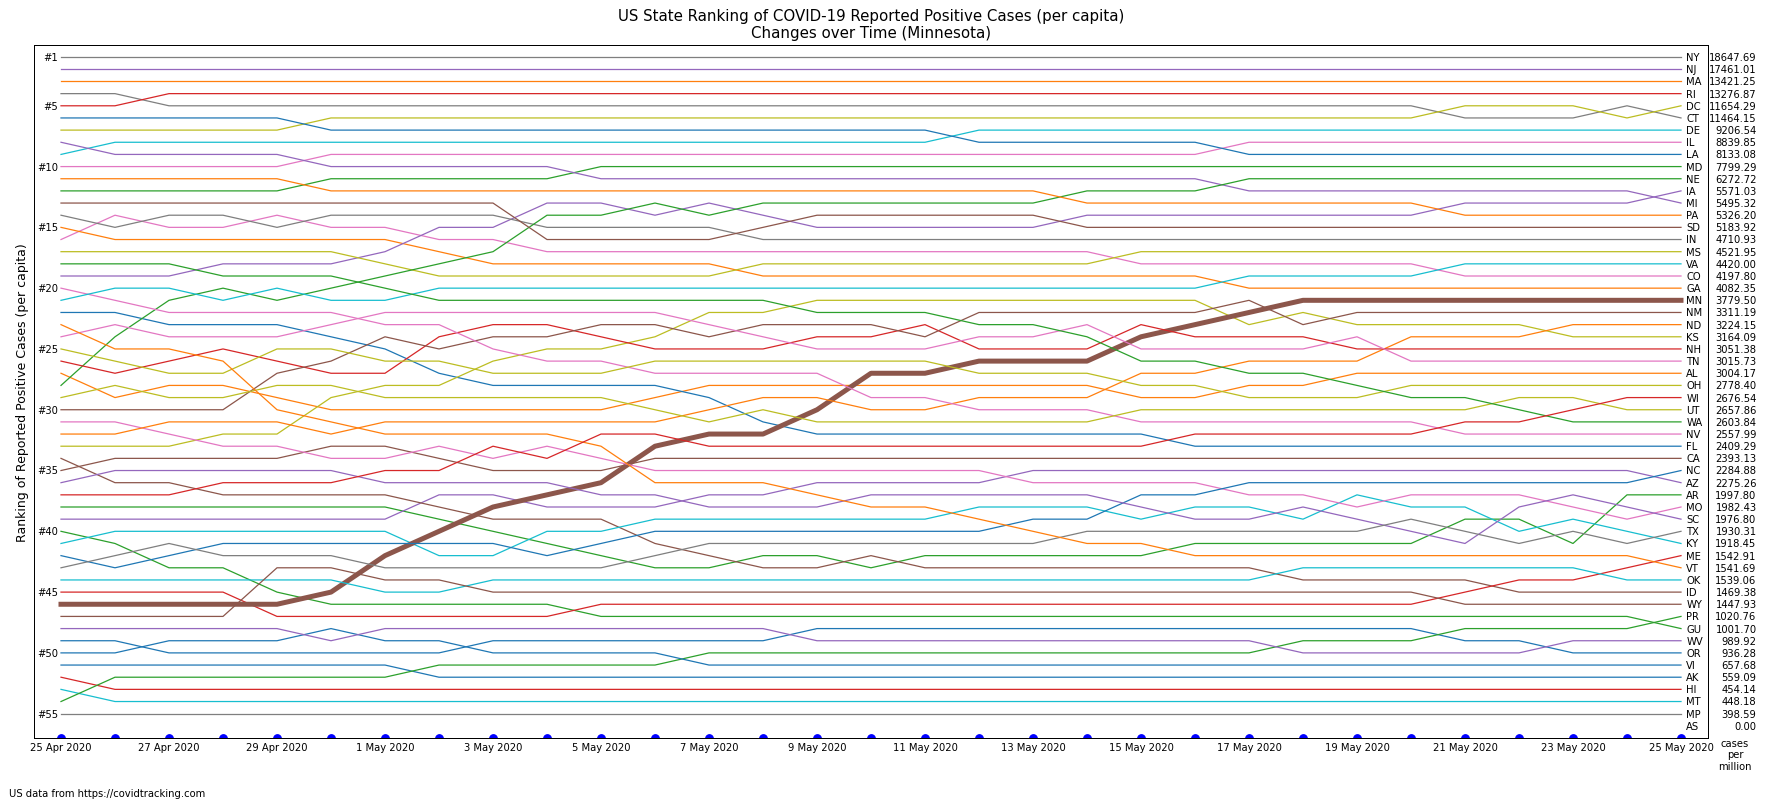 US State Ranking of COVID-19 Reported Positive Cases (per capita)
Changes over Time (Minnesota)
Ranking of Reported Positive Cases (per capita)
#1
#5
#10
#15
#20
#25
#30
#35
#40
#45
#50
#55
NY 18647.69
NJ 17461.01
MA 13421.25
RI 13276.87
DC 11654.29
CT 11464.15
DE 9206.54
IL 8839.85
LA 8133.08
MD 7799.29
NE 6272.72
IA 5571.03
MI 5495.32
PA 5326.20
SD 5183.92
IN 4710.93
MS 4521.95
VA 4420.00
CO 4197.80
GA 4082.35
MN 3779.50
NM 3311.19
ND 3224.15
KS 3164.09
NH 3051.38
TN 3015.73
AL 3004.17
OH 2778.40
WI 2676.54
UT 2657.86
WA 2603.84
NV 2557.99
FL 2409.29
CA 2393.13
NC 2284.88
AZ 2275.26
AR 1997.80
MO 1982.43
SC 1976.80
TX 1930.31
KY 1918.45
ME 1542.91
VT 1541.69
OK 1539.06
ID 1469.38
WY 1447.93
PR 1020.76
GU 1001.70
WV 989.92
OR 936.28
VI 657.68
AK 559.09
HI 454.14
MT 448.18
MP 398.59
AS 0.00
25 Apr 2020 27 Apr 2020 29 Apr 2020 1 May 2020 3 May 2020 5 May 2020 7 May 2020 9 May 2020 11 May 2020 13 May 2020 15 May 2020 17 May 2020 19 May 2020 21 May 2020 23 May 2020 25 May 2020
cases
per
million
US data from https://covidtracking.com